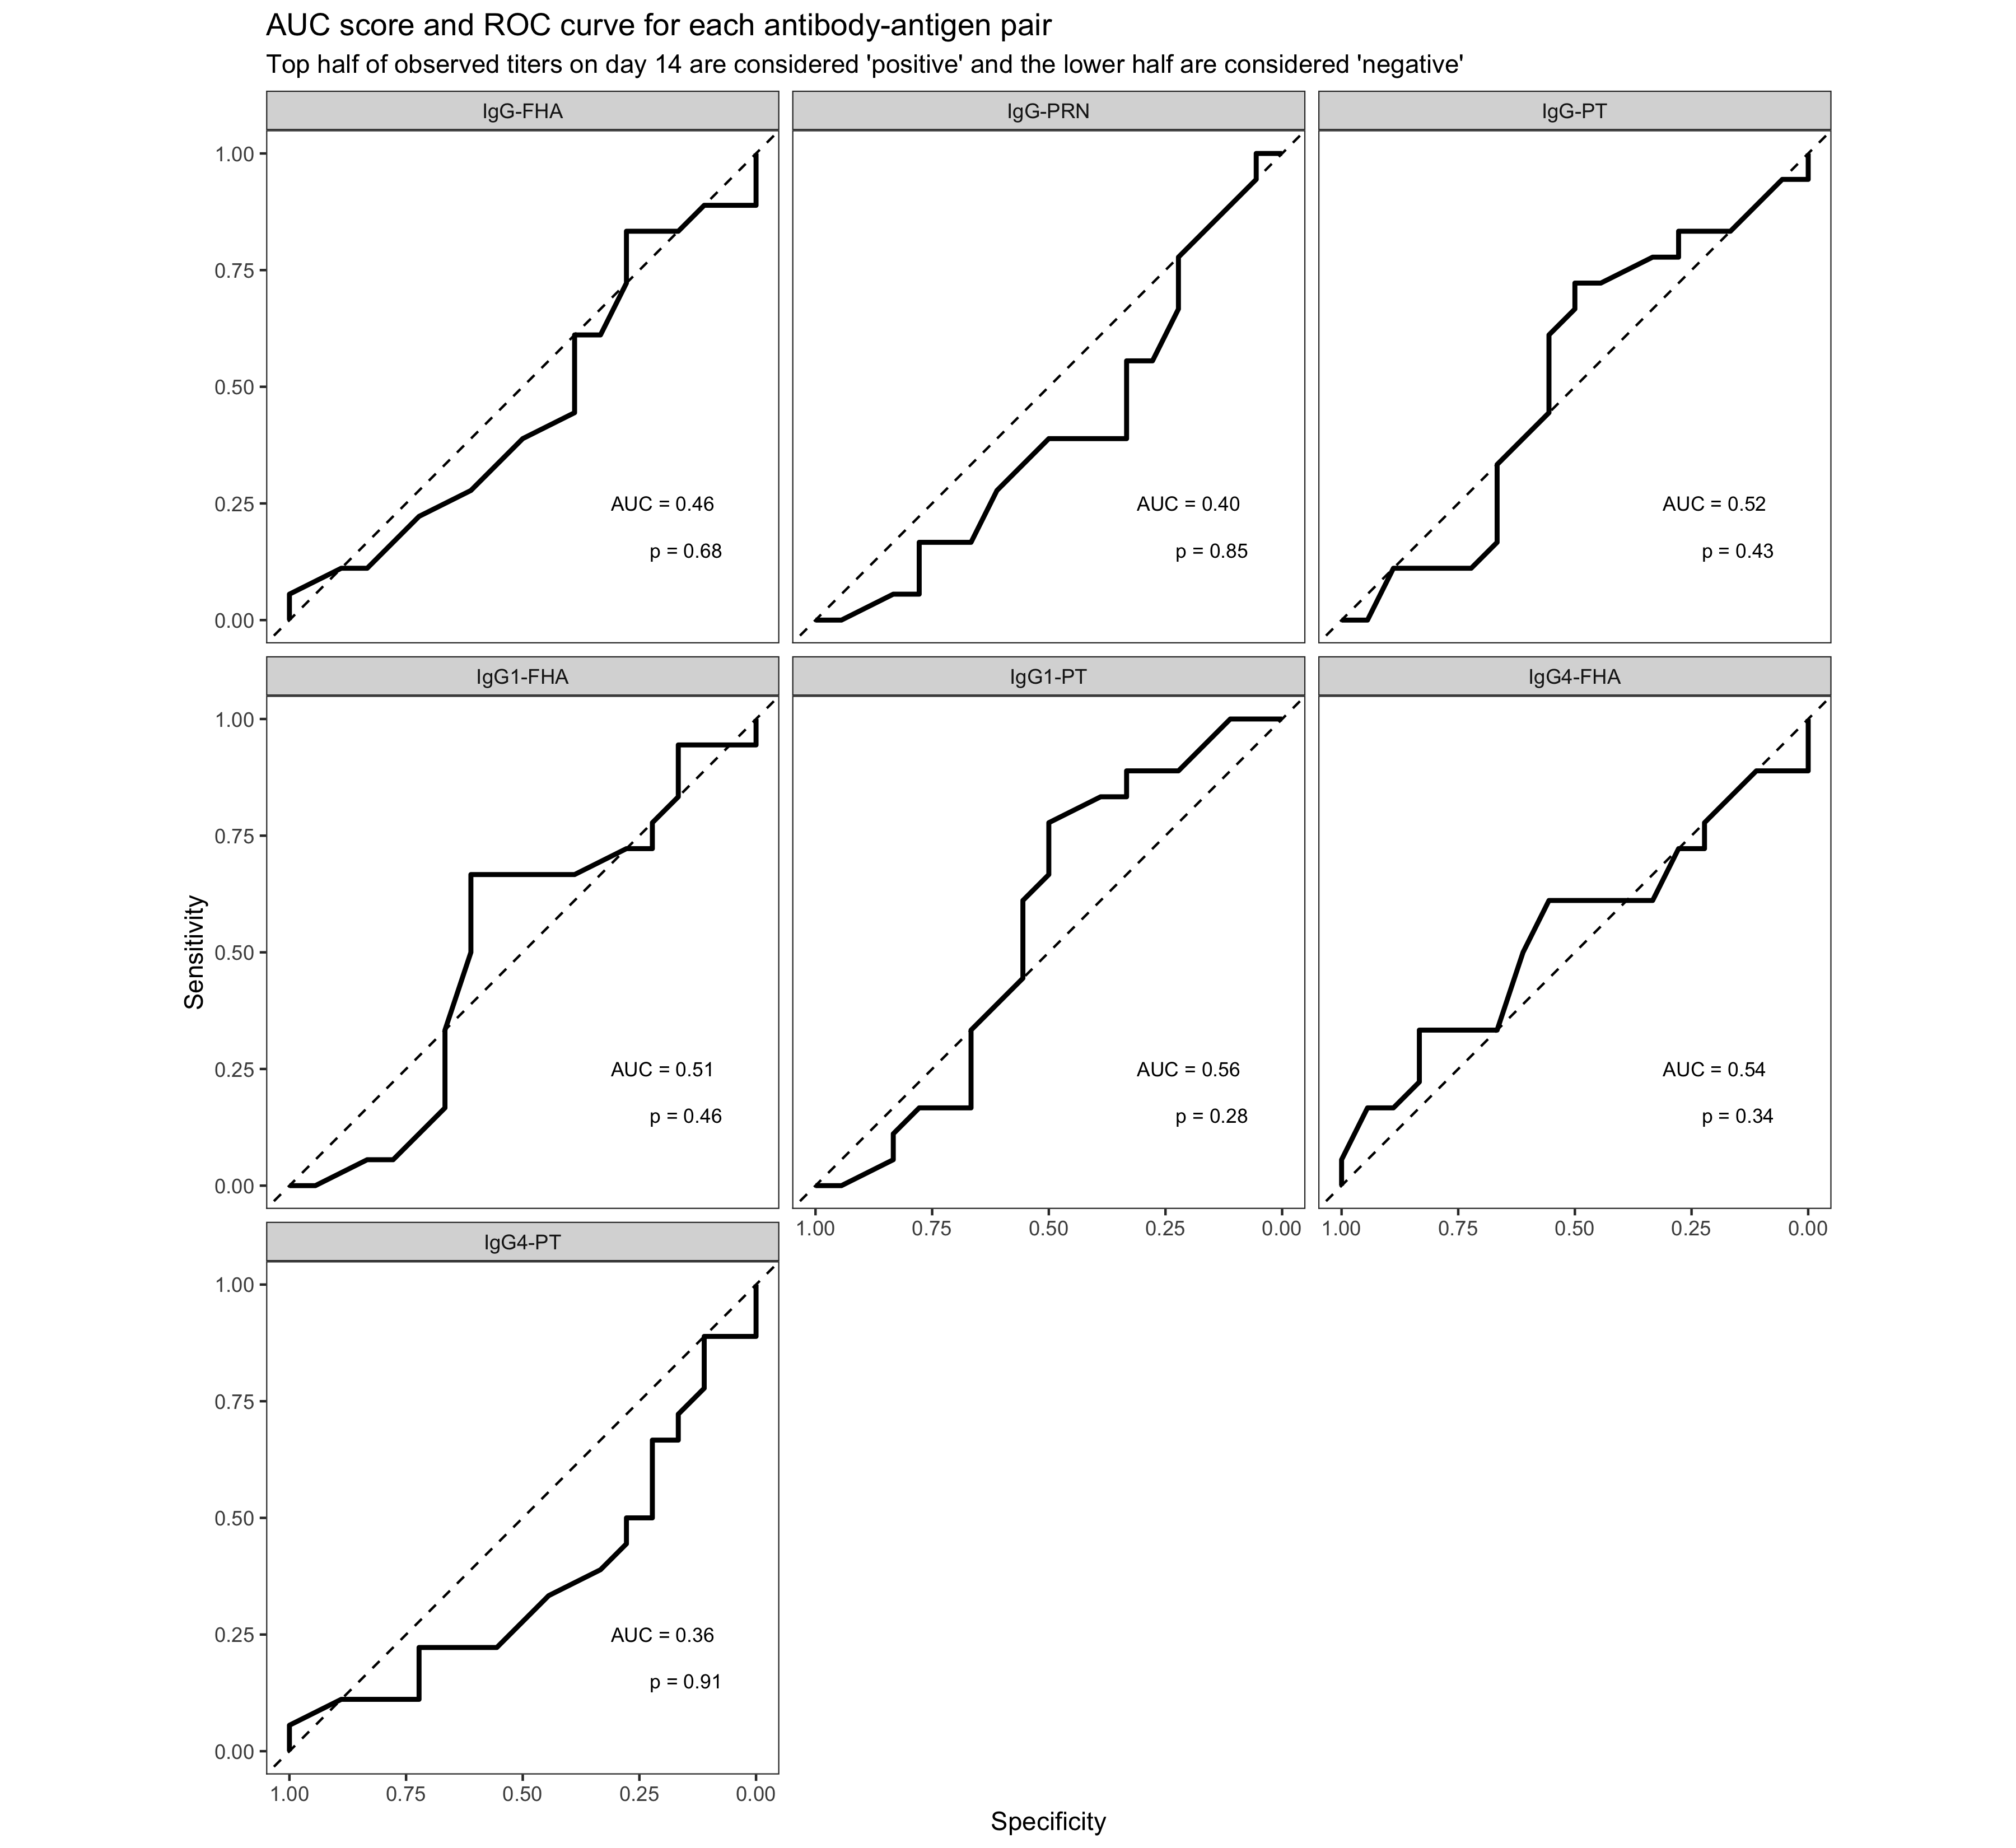 AUC score and ROC curve for each antibody-antigen pair
Top half of observed titers on day 14 are considered 'positive' and the lower half are considered 'negative'
IgG-FHA
IgG-PRN
IgG-PT
1.00
0.75
0.50
0.25
0.00
AUC = 0.46
p = 0.68
AUC = 0.40
p = 0.85
AUC = 0.52
p = 0.43
IgG1-FHA
IgG1-PT
IgG4-FHA
Sensitivity
1.00
0.75
0.50
0.25
0.00
AUC = 0.51
p = 0.46
AUC = 0.56
p = 0.28
AUC = 0.54
p = 0.34
1.00 0.75 0.50 0.25 0.00
1.00 0.75 0.50 0.25 0.00
IgG4-PT
1.00
0.75
0.50
0.25
0.00
AUC = 0.36
p = 0.91
1.00 0.75 0.50 0.25 0.00
Specificity